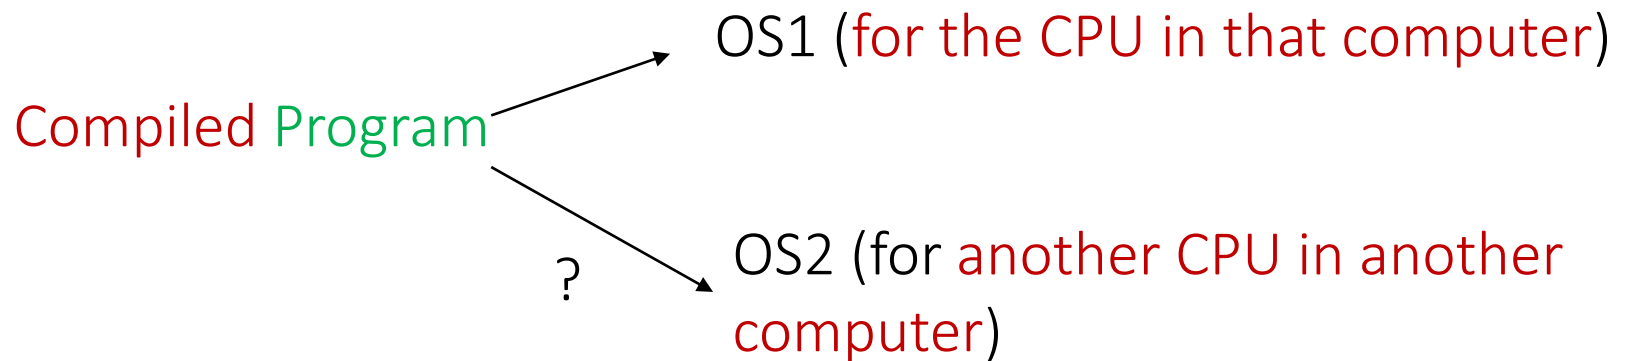 OS1 (for the CPU in that computer)
Compiled Program
OS2 (for another CPU in another
computer)
?